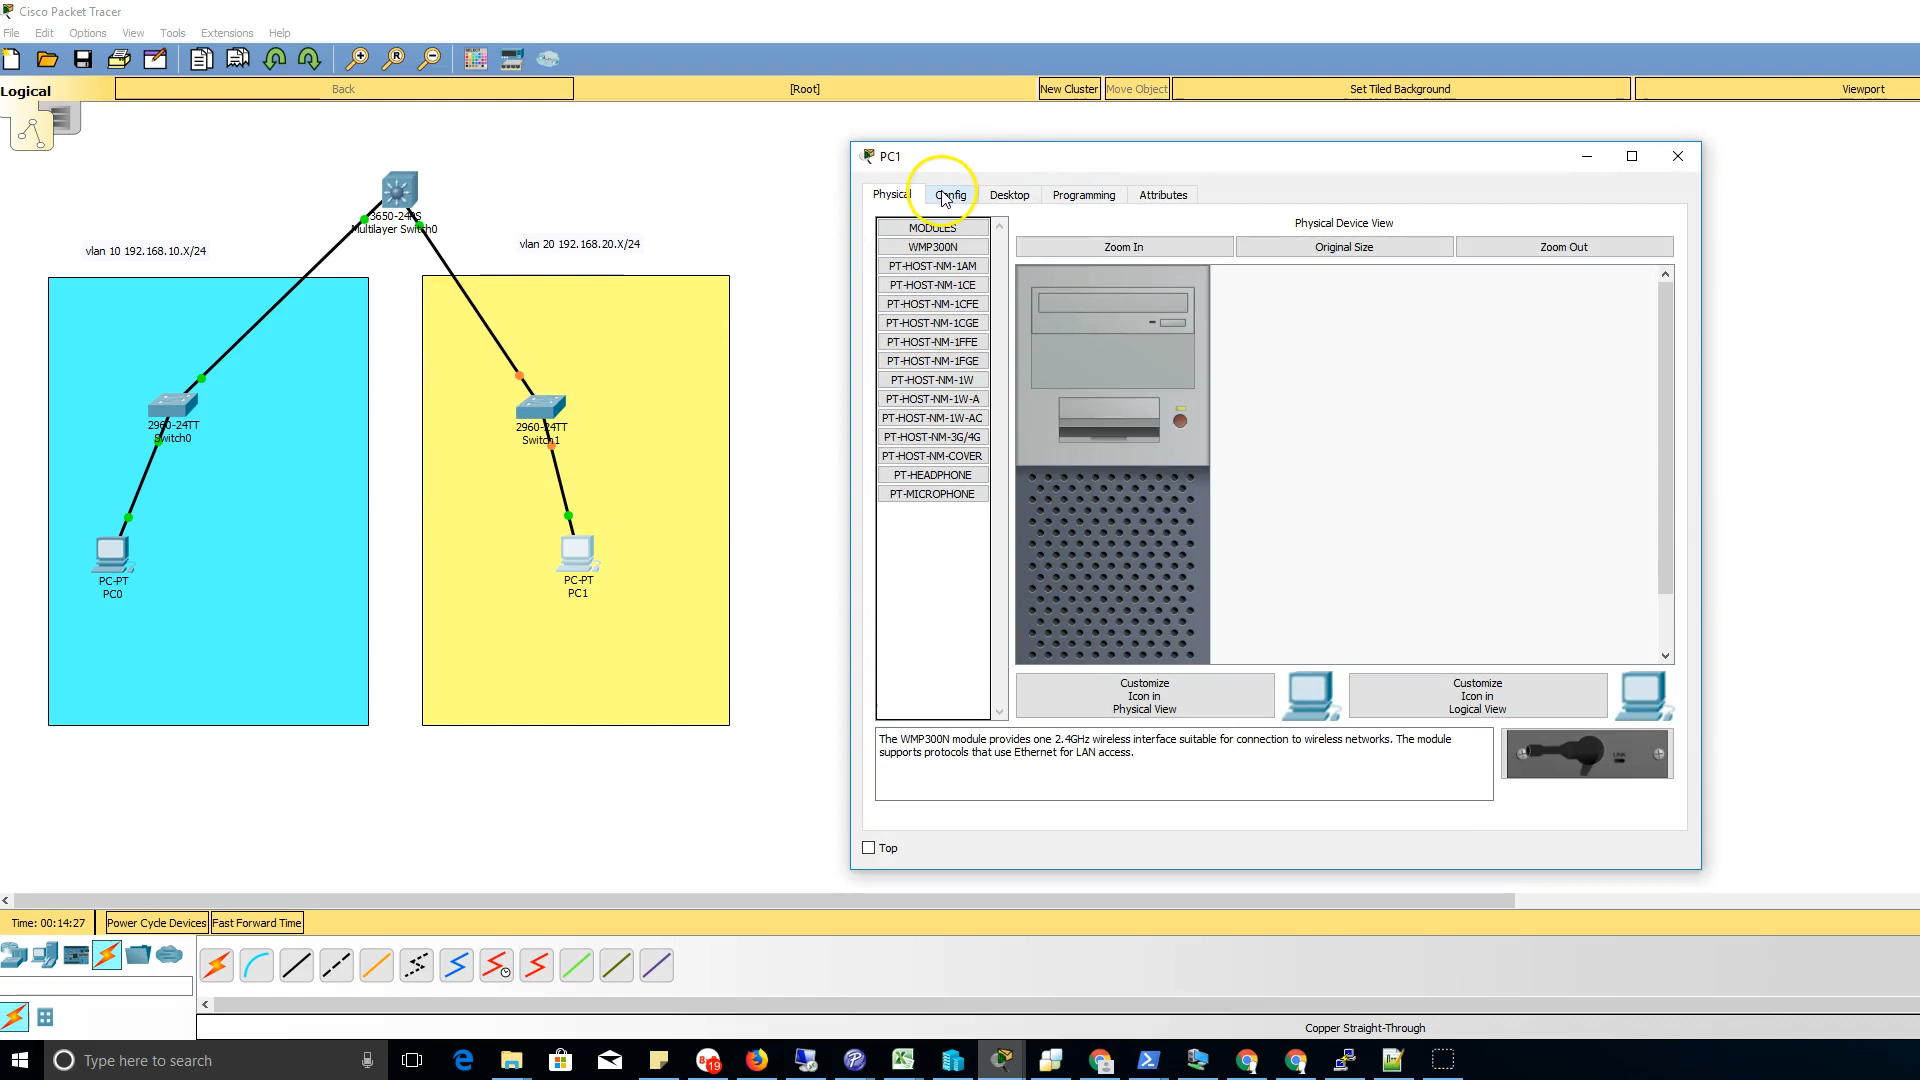 Cisco Packet Tracer
File Edit Options View Tools Extensions Help
Logical Back [Root] New Cluster Move Object Set Tiled Background Viewport
3650-24PS
Multilayer Switch0
vlan 10 192.168.10.X/24
vlan 20 192.168.20.X/24
2960-24TT
Switch0
2960-24TT
Switch1
PC-PT
PC0
PC-PT
PC1
PC1
Physical Config Desktop Programming Attributes
MODULES
WMP300N
PT-HOST-NM-1AM
PT-HOST-NM-1CE
PT-HOST-NM-1CFE
PT-HOST-NM-1CGE
PT-HOST-NM-1FFE
PT-HOST-NM-1FGE
PT-HOST-NM-1W
PT-HOST-NM-1W-A
PT-HOST-NM-1W-AC
PT-HOST-NM-3G/4G
PT-HOST-NM-COVER
PT-HEADPHONE
PT-MICROPHONE
Physical Device View
Zoom In Original Size Zoom Out
Customize
Icon in
Physical View
Customize
Icon in
Logical View
The WMP300N module provides one 2.4GHz wireless interface suitable for connection to wireless networks. The module
supports protocols that use Ethernet for LAN access.
Top
Time: 00:14:27 Power Cycle Devices Fast Forward Time
Copper Straight-Through
Type here to search